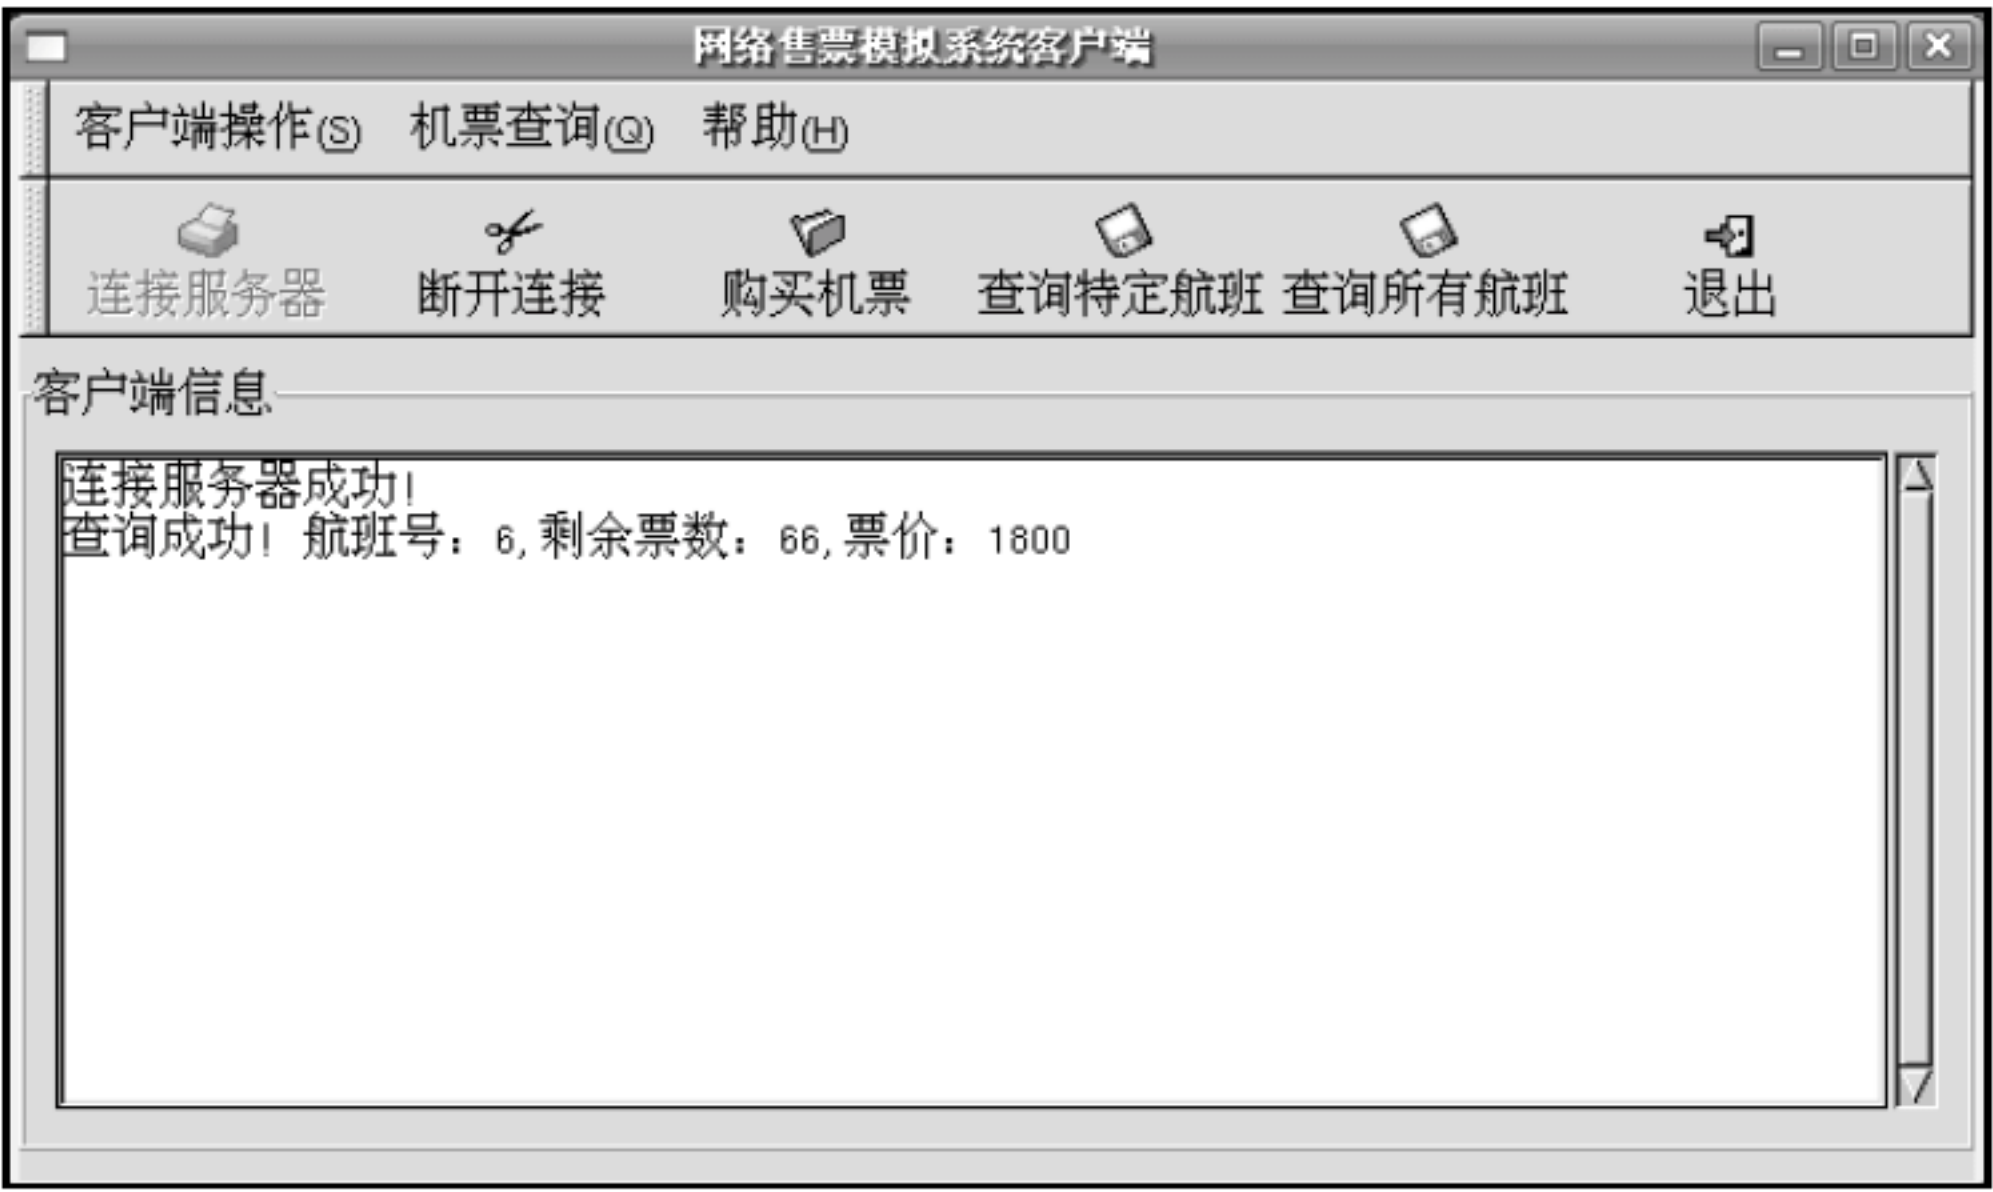 网络售票模拟系统客户端
客户端操作(S) 机票查询(Q) 帮助(H)
连接服务器 断开连接 购买机票 查询特定航班 查询所有航班 退出
客户端信息
连接服务器成功!
查询成功! 航班号: 6,剩余票数: 66,票价: 1800